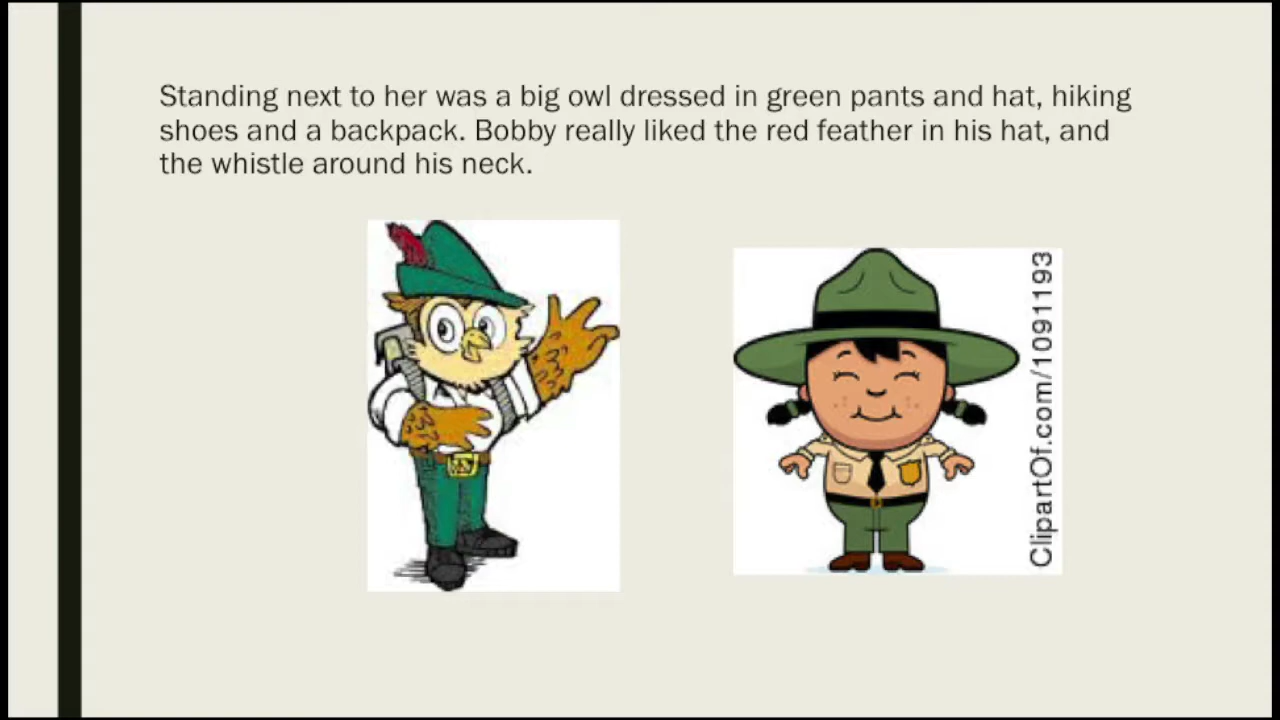 Standing next to her was a big owl dressed in green pants and hat, hiking
shoes and a backpack. Bobby really liked the red feather in his hat, and
the whistle around his neck.
ClipartOf.com/1091193